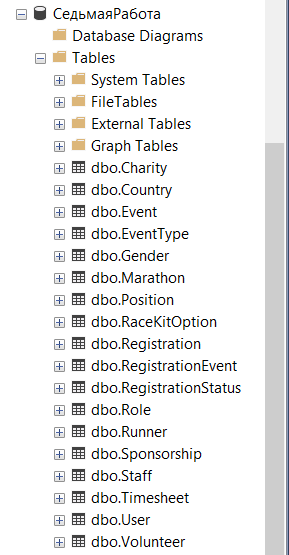 СедьмаяРабота
Database Diagrams
Tables
System Tables
FileTables
External Tables
Graph Tables
dbo.Charity
dbo.Country
dbo.Event
dbo.EventType
dbo.Gender
dbo.Marathon
dbo.Position
dbo.RaceKitOption
dbo.Registration
dbo.RegistrationEvent
dbo.RegistrationStatus
dbo.Role
dbo.Runner
dbo.Sponsorship
dbo.Staff
dbo.Timesheet
dbo.User
dbo.Volunteer